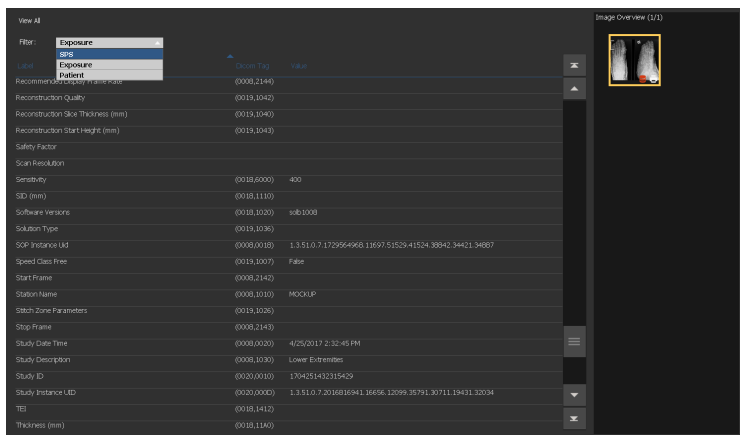 View All
Image Overview (1/1)
Filter: Exposure
SPS
Label Dicom Tag Value
Exposure
Patient
Recommended Display Frame Rate (0008,2144)
Reconstruction Quality (0019,1042)
Reconstruction Slice Thickness (mm) (0019,1040)
Reconstruction Start Height (mm) (0019,1043)
Safety Factor
Scan Resolution
Sensitivity (0018,6000) 400
SID (mm) (0018,1110)
Software Versions (0018,1020) solb1008
Solution Type (0019,1036)
SOP Instance Uid (0008,0018) 1.3.51.0.7.1729564968.11697.51529.41524.38842.34421.34887
Speed Class Free (0019,1007) False
Start Frame (0008,2142)
Station Name (0008,1010) MOCKUP
Stitch Zone Parameters (0019,1026)
Stop Frame (0008,2143)
Study Date Time (0008,0020) 4/25/2017 2:32:45 PM
Study Description (0008,1030) Lower Extremities
Study ID (0020,0010) 1704251432315429
Study Instance UID (0020,000D) 1.3.51.0.7.2016816941.16656.12099.35791.30711.19431.32034
TEI (0018,1412)
Thickness (mm) (0018,11A0)